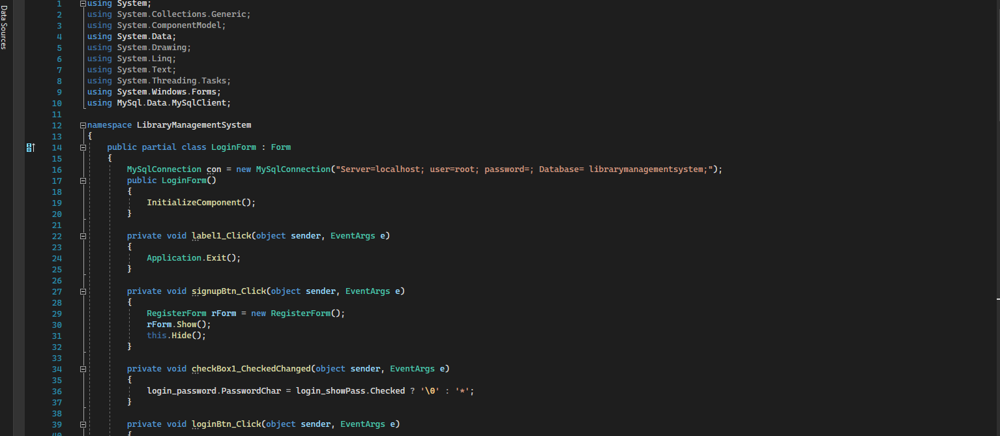 Data Sources
1 using System;
2 using System.Collections.Generic;
3 using System.ComponentModel;
4 using System.Data;
5 using System.Drawing;
6 using System.Linq;
7 using System.Text;
8 using System.Threading.Tasks;
9 using System.Windows.Forms;
10 using MySql.Data.MySqlClient;
11
12 namespace LibraryManagementSystem
13 {
14 public partial class LoginForm : Form
15 {
16 MySqlConnection con = new MySqlConnection("Server=localhost; user=root; password=; Database= librarymanagementsystem;");
17 public LoginForm()
18 {
19 InitializeComponent();
20 }
21
22 private void label1_Click(object sender, EventArgs e)
23 {
24 Application.Exit();
25 }
26
27 private void signupBtn_Click(object sender, EventArgs e)
28 {
29 RegisterForm rForm = new RegisterForm();
30 rForm.Show();
31 this.Hide();
32 }
33
34 private void checkBox1_CheckedChanged(object sender, EventArgs e)
35 {
36 login_password.PasswordChar = login_showPass.Checked ? '\0' : '*';
37 }
38
39 private void loginBtn_Click(object sender, EventArgs e)
40 {